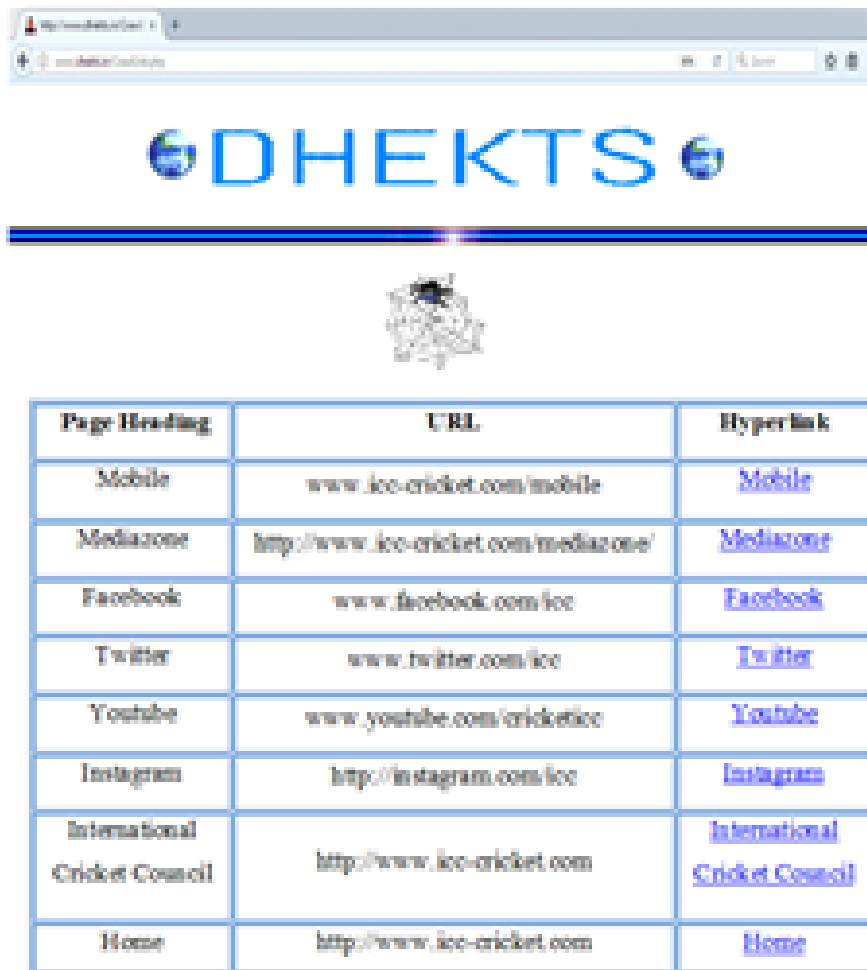 DHEKTS
Page Heading URL Hyperlink
Mobile www.icc-cricket.com/mobile Mobile
Mediazone http://www.icc-cricket.com/mediazone/ Mediazone
Facebook www.facebook.com/icc Facebook
Twitter www.twitter.com/icc Twitter
Youtube www.youtube.com/cricketicc Youtube
Instagram http://instagram.com/icc Instagram
International Cricket Council http://www.icc-cricket.com International Cricket Council
Home http://www.icc-cricket.com Home